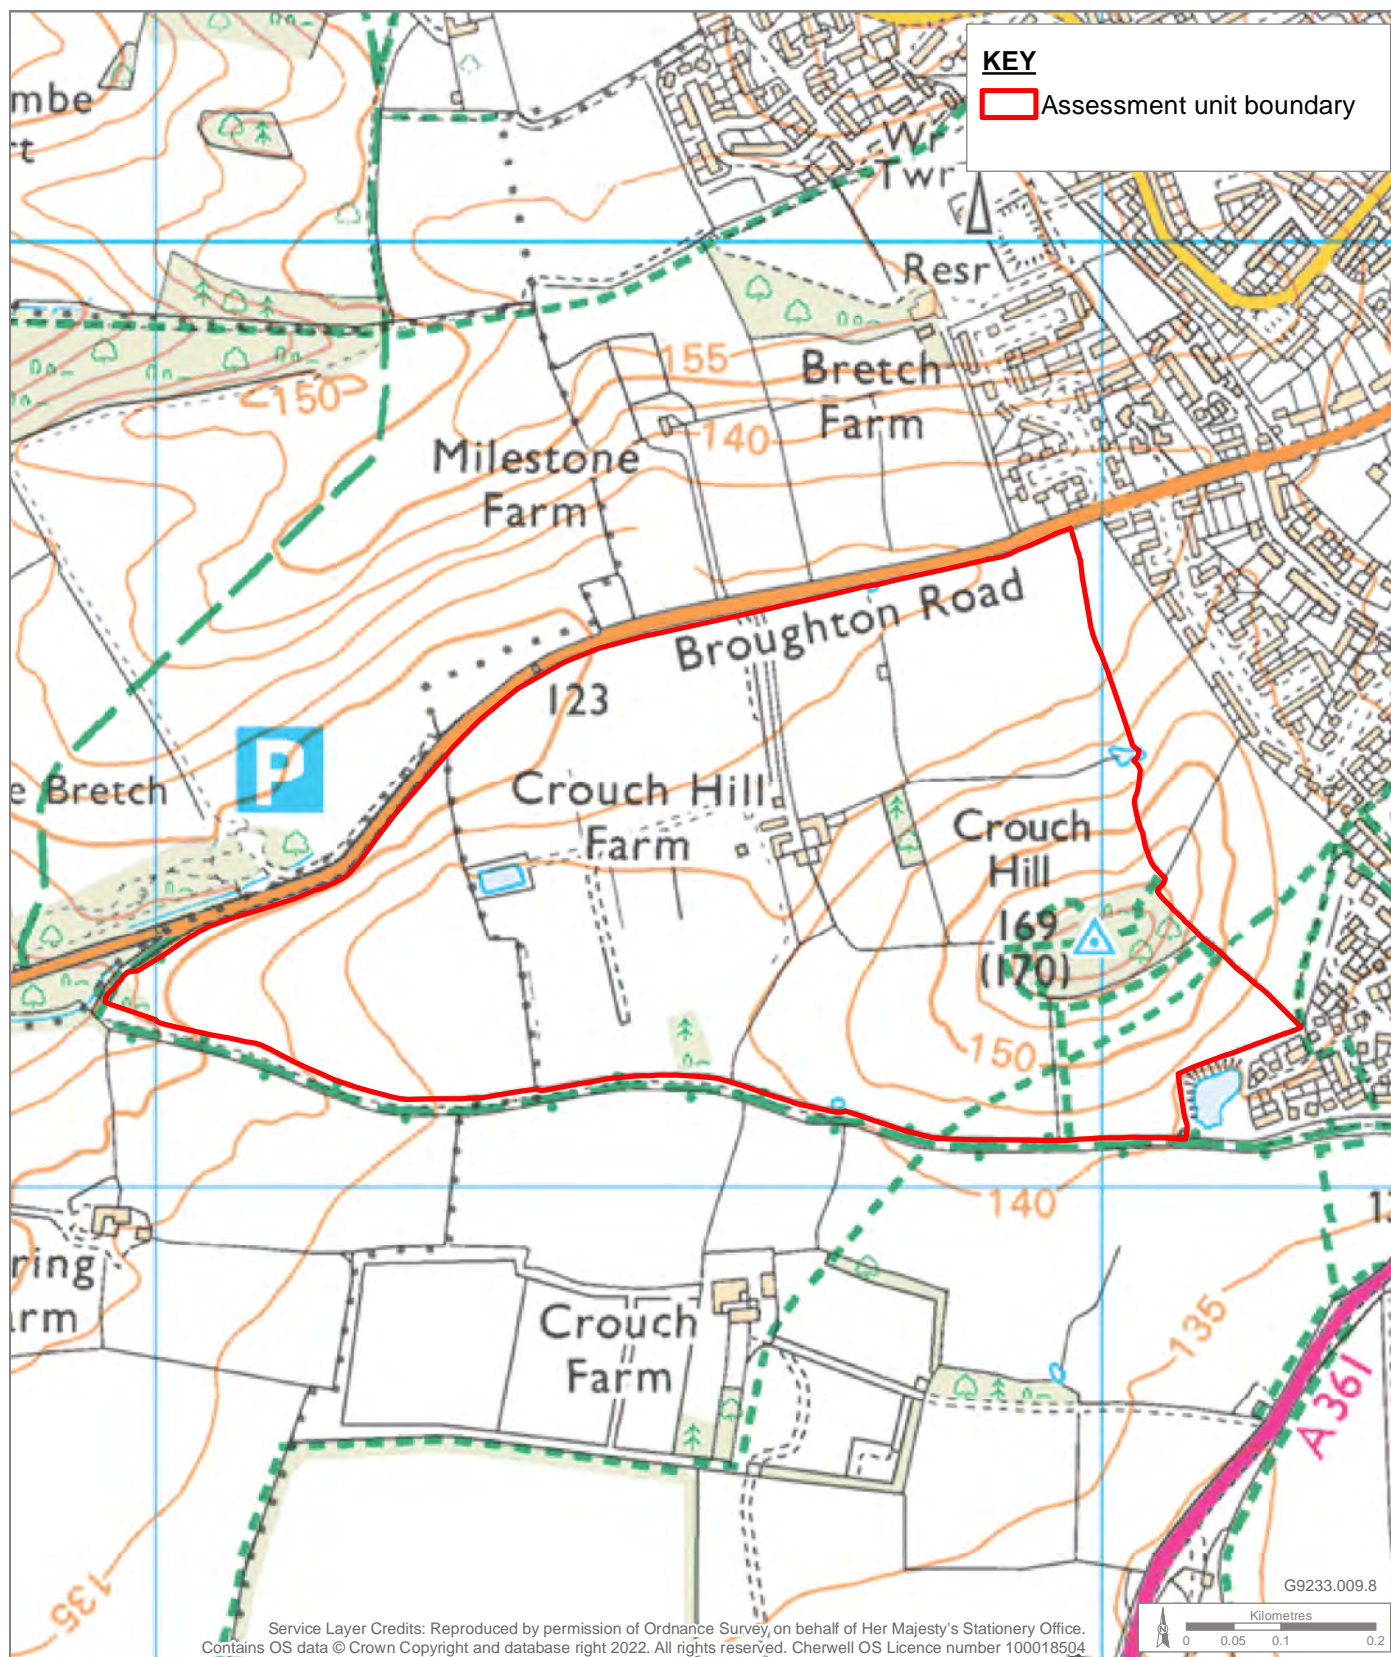 KEY
Assessment unit boundary
mbe
rt
Wr
Twr
Resr
155
Bretch
Farm
150
140
Milestone
Farm
Broughton Road
123
P
e Bretch
Crouch Hill
Farm
Crouch
Hill
169
(170)
150
140
ring
arm
Crouch
Farm
135
A 361
135
G9233.009.8
Service Layer Credits: Reproduced by permission of Ordnance Survey on behalf of Her Majesty's Stationery Office.
Contains OS data © Crown Copyright and database right 2022. All rights reserved. Cherwell OS Licence number 100018504
N
Kilometres
0 0.05 0.1 0.2